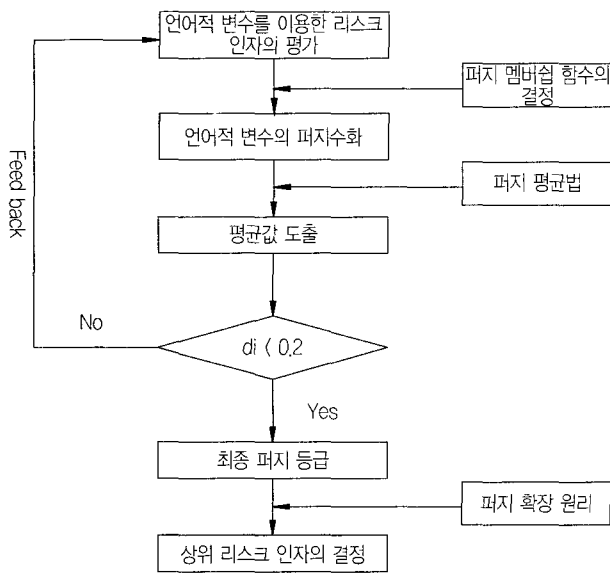 언어적 변수를 이용한 리스크
인자의 평가
퍼지 멤버쉽 함수의
결정
언어적 변수의 퍼지수화
퍼지 평균법
평균값 도출
Feed back
No
di < 0.2
Yes
최종 퍼지 등급
퍼지 확장 원리
상위 리스크 인자의 결정